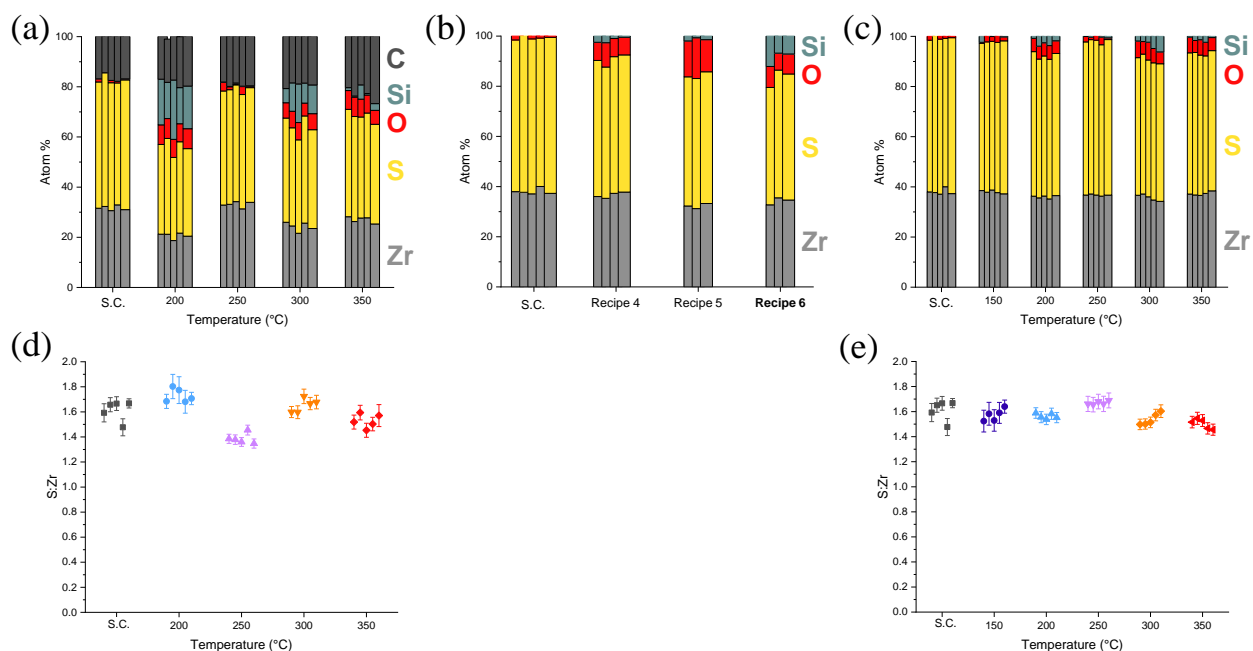 (a)
100
80
60
40
20
0
Atom %
C
Si
O
S
Zr
S.C. 200 250 300 350
Temperature (°C)
(b)
100
80
60
40
20
0
Atom %
Si
O
S
Zr
S.C. Recipe 4 Recipe 5 Recipe 6
(c)
100
80
60
40
20
0
Atom %
Si
O
S
Zr
S.C. 150 200 250 300 350
Temperature (°C)
(d)
2.0
1.8
1.6
1.4
1.2
1.0
0.8
0.6
0.4
0.2
0.0
S:Zr
S.C. 200 250 300 350
Temperature (°C)
(e)
2.0
1.8
1.6
1.4
1.2
1.0
0.8
0.6
0.4
0.2
0.0
S:Zr
S.C. 150 200 250 300 350
Temperature (°C)